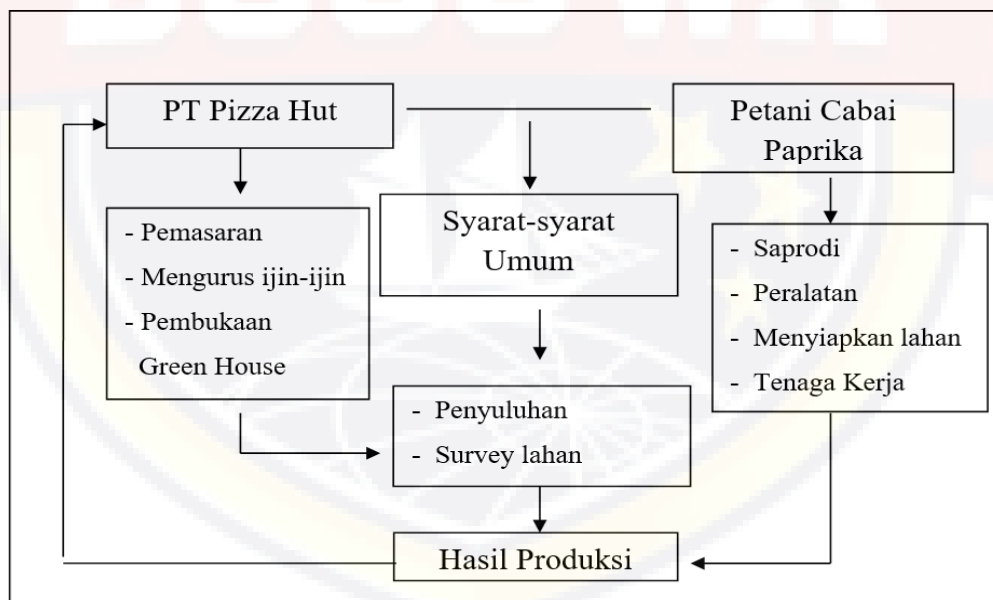 PT Pizza Hut
Petani Cabai
Paprika
Syarat-syarat
Umum
- Pemasaran
- Mengurus ijin-ijin
- Pembukaan
Green House
- Saprodi
- Peralatan
- Menyiapkan lahan
- Tenaga Kerja
- Penyuluhan
- Survey lahan
Hasil Produksi